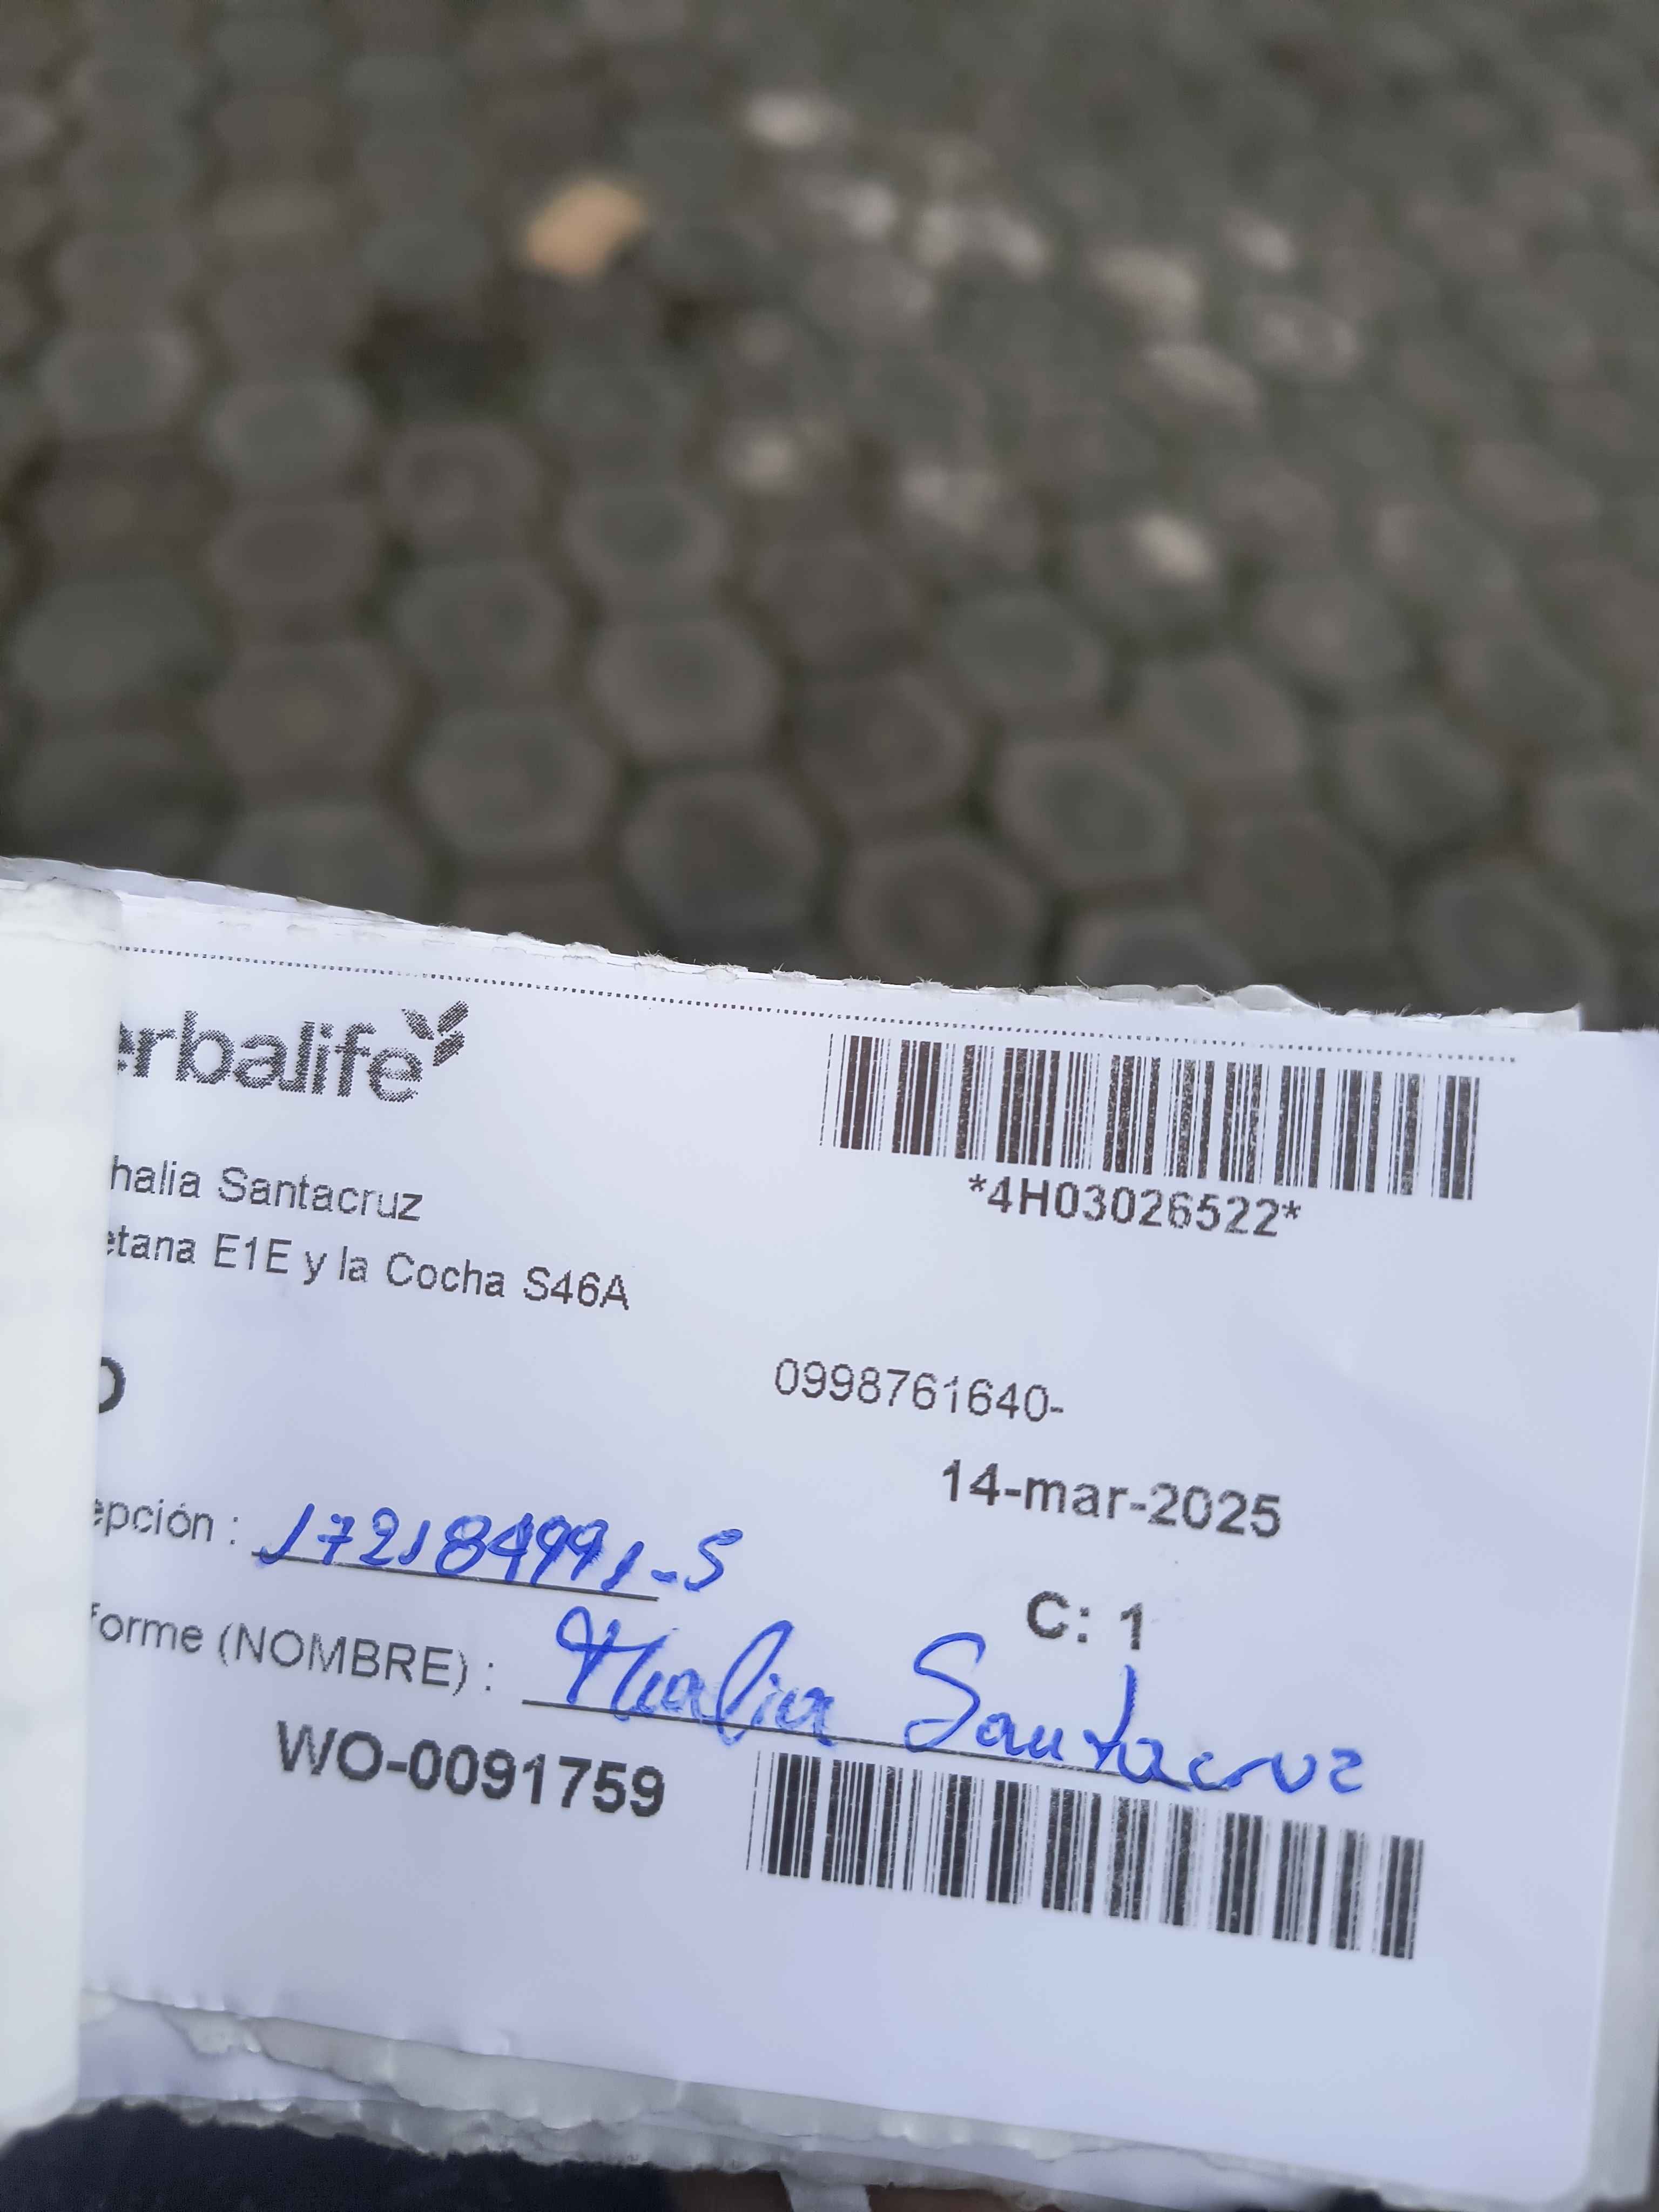 erbalife
*4H03026522*
halia Santacruz
etana E1E y la Cocha S46A
O
0998761640-
14-mar-2025
epción : 172184991-5
C: 1
forme (NOMBRE) : Thalia Santacruz
WO-0091759